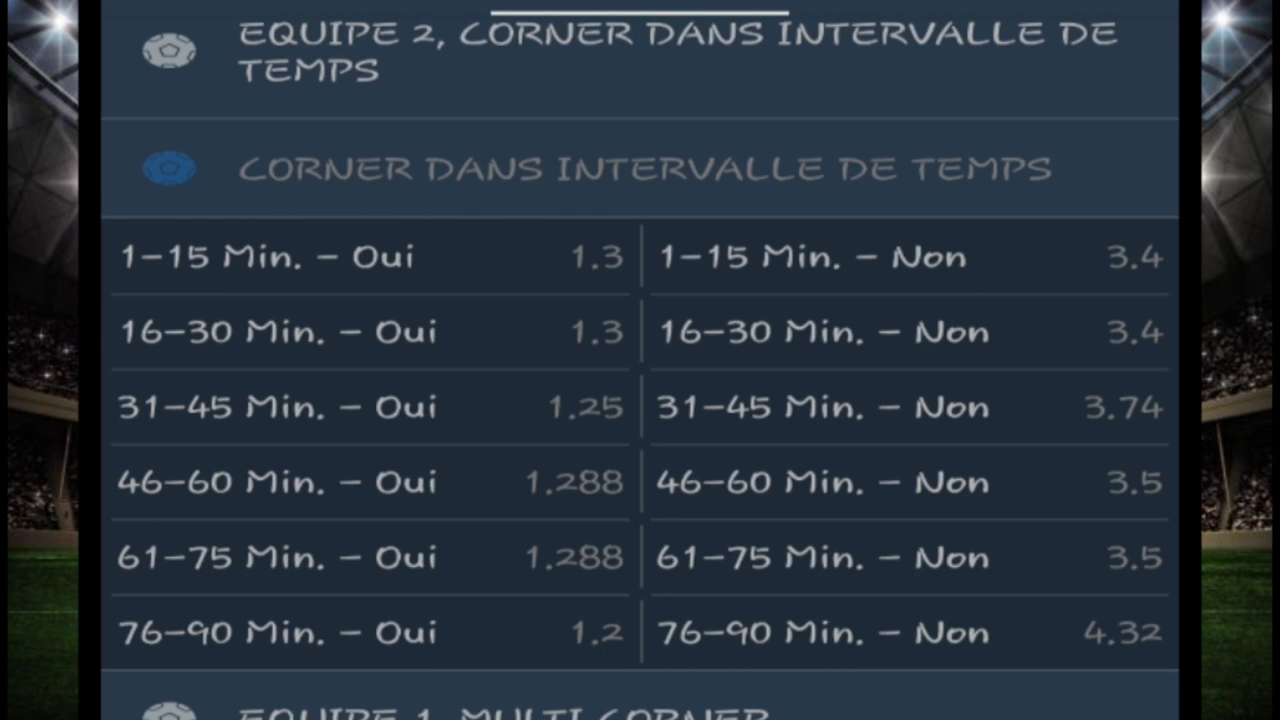 EQUIPE 2, CORNER DANS INTERVALLE DE
TEMPS
CORNER DANS INTERVALLE DE TEMPS
1-15 Min. - Oui 1.3 1-15 Min. - Non 3.4
16-30 Min. - Oui 1.3 16-30 Min. - Non 3.4
31-45 Min. - Oui 1.25 31-45 Min. - Non 3.74
46-60 Min. - Oui 1.288 46-60 Min. - Non 3.5
61-75 Min. - Oui 1.288 61-75 Min. - Non 3.5
76-90 Min. - Oui 1.2 76-90 Min. - Non 4.32
EQUIPE 1, MULTI CORNER